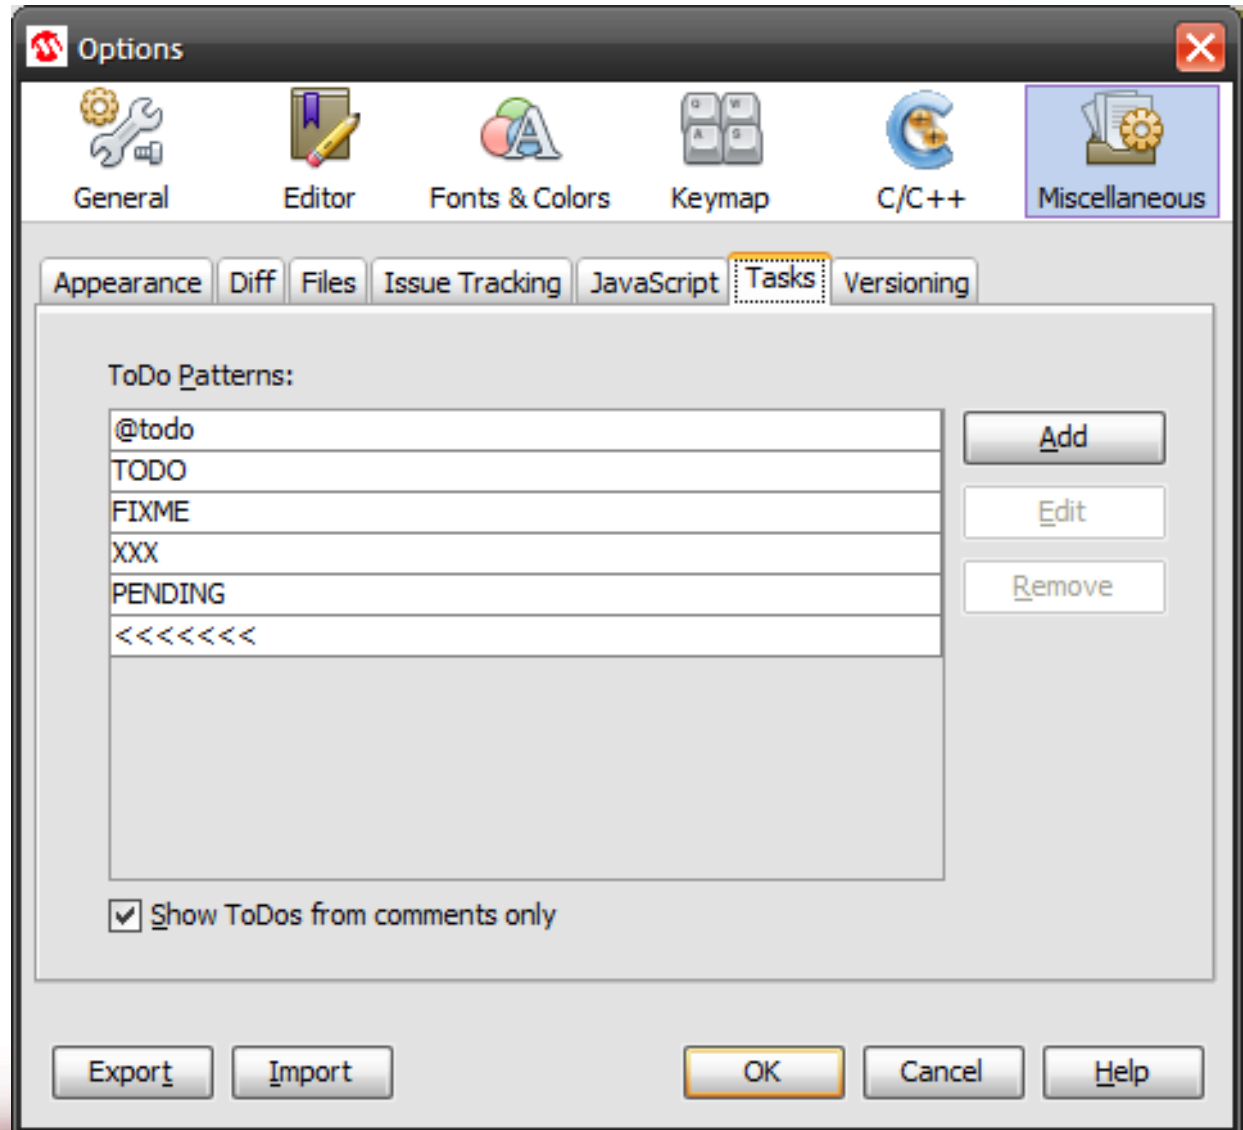 Options
General Editor Fonts & Colors Keymap C/C++ Miscellaneous
Appearance Diff Files Issue Tracking JavaScript Tasks Versioning
ToDo Patterns:
@todo
Add
TODO
FIXME
Edit
XXX
PENDING
Remove
<<<<<<<
Show ToDos from comments only
Export Import OK Cancel Help